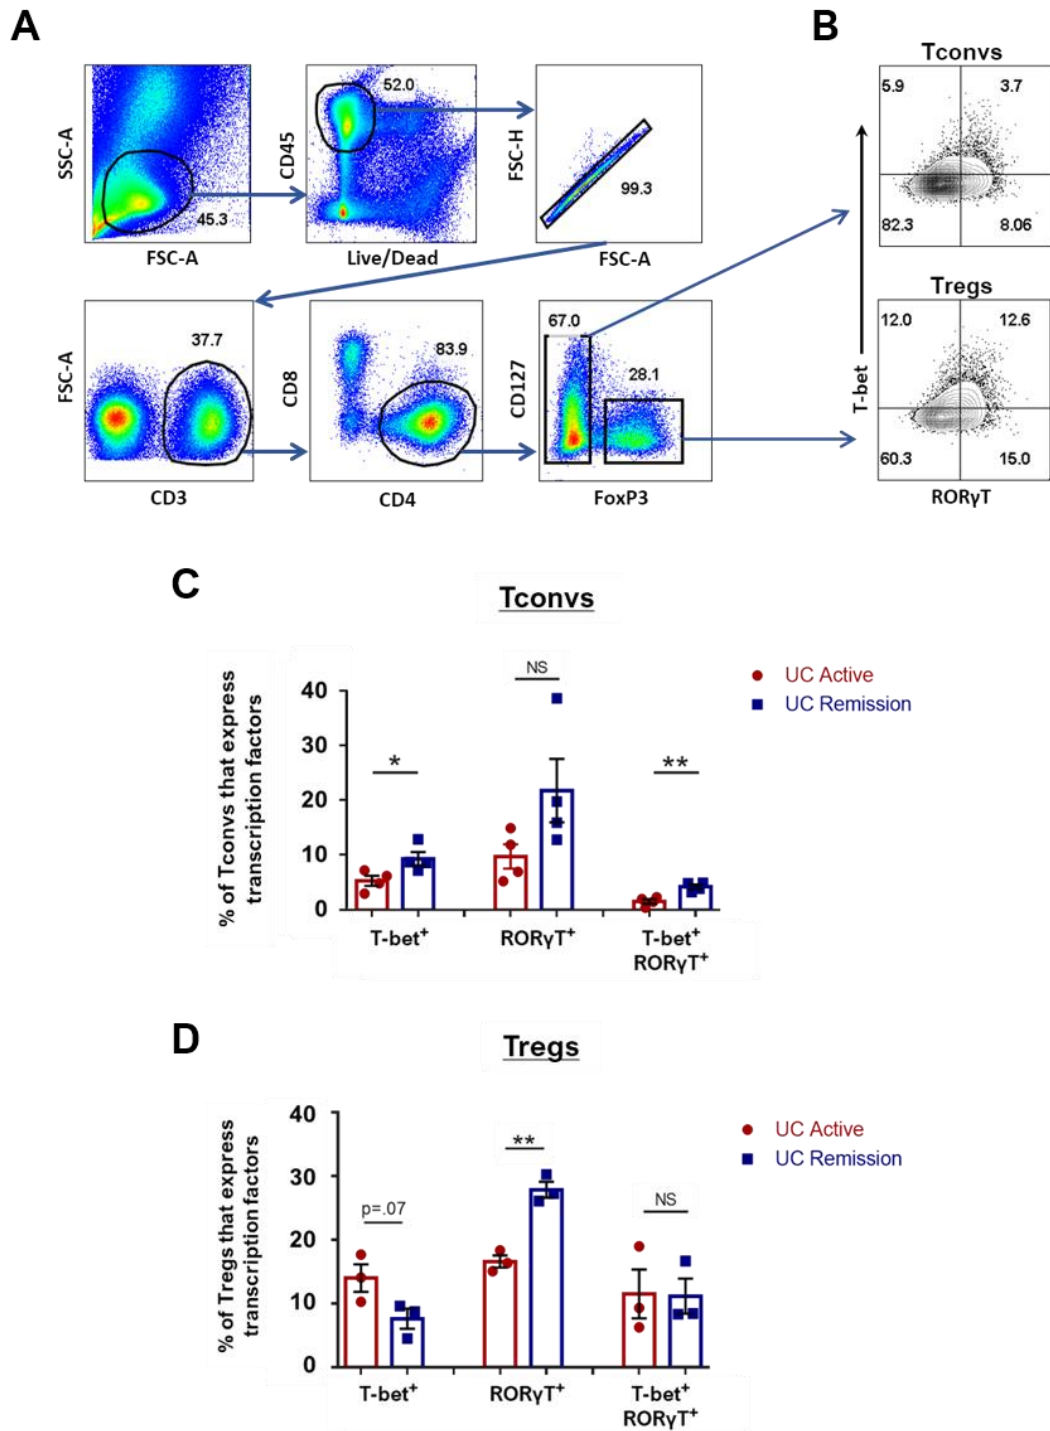 A
B
Tconvs
SSC-A
45.3
FSC-A
CD45
52.0
Live/Dead
FSC-H
99.3
FSC-A
5.9
3.7
82.3
8.06
FSC-A
37.7
CD3
CD8
83.9
CD4
CD127
67.0
28.1
FoxP3
T-bet
Tregs
12.0
12.6
60.3
15.0
RORγT
C
Tconvs
% of Tconvs that express
transcription factors
40
30
20
10
0
*
NS
**
UC Active
UC Remission
T-bet+
RORγT+
T-bet+
RORγT+
D
Tregs
% of Tregs that express
transcription factors
40
30
20
10
0
p=.07
**
NS
UC Active
UC Remission
T-bet+
RORγT+
T-bet+
RORγT+